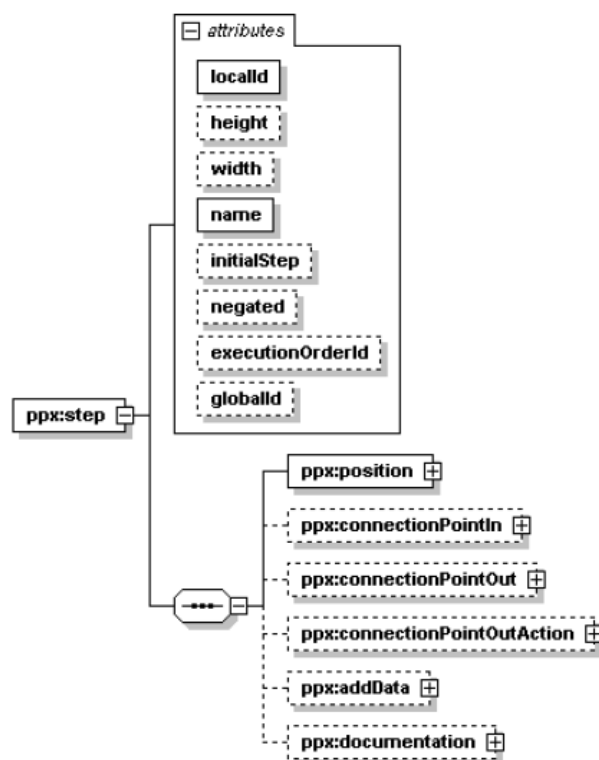 attributes
localId
height
width
name
initialStep
negated
executionOrderId
globalId
ppx:step
ppx:position
ppx:connectionPointIn
ppx:connectionPointOut
ppx:connectionPointOutAction
ppx:addData
ppx:documentation